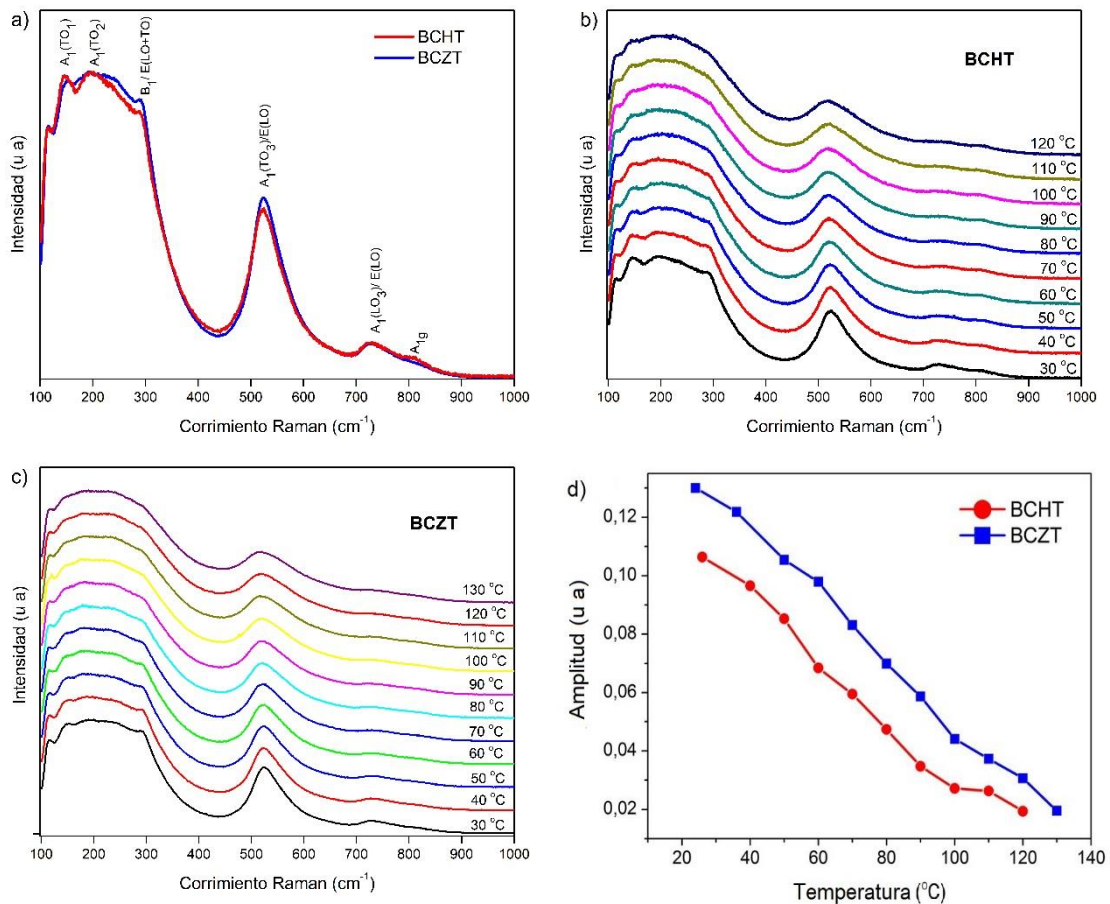 a)
A₁(TO₁)
A₁(TO₂)
B₁/ E(LO+TO)
A₁(TO₃)/E(LO)
A₁(LO₃)/ E(LO)
A₁g
BCHT
BCZT
Intensidad (u a)
100 200 300 400 500 600 700 800 900 1000
Corrimiento Raman (cm⁻¹)
b)
BCHT
120 °C
110 °C
100 °C
90 °C
80 °C
70 °C
60 °C
50 °C
40 °C
30 °C
Intensidad (u a)
100 200 300 400 500 600 700 800 900 1000
Corrimiento Raman (cm⁻¹)
c)
BCZT
130 °C
120 °C
110 °C
100 °C
90 °C
80 °C
70 °C
60 °C
50 °C
40 °C
30 °C
Intensidad (u a)
100 200 300 400 500 600 700 800 900 1000
Corrimiento Raman (cm⁻¹)
d)
BCHT
BCZT
Amplitud (u a)
0,12
0,10
0,08
0,06
0,04
0,02
20 40 60 80 100 120 140
Temperatura (°C)